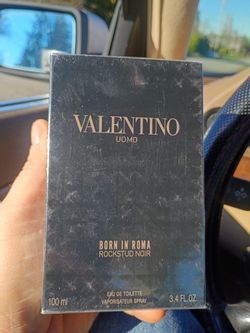 VALENTINO
UOMO
BORN IN ROMA
ROCKSTUD NOIR
EAU DE TOILETTE
VAPORISATEUR SPRAY
100 ml
3.4 FL.OZ